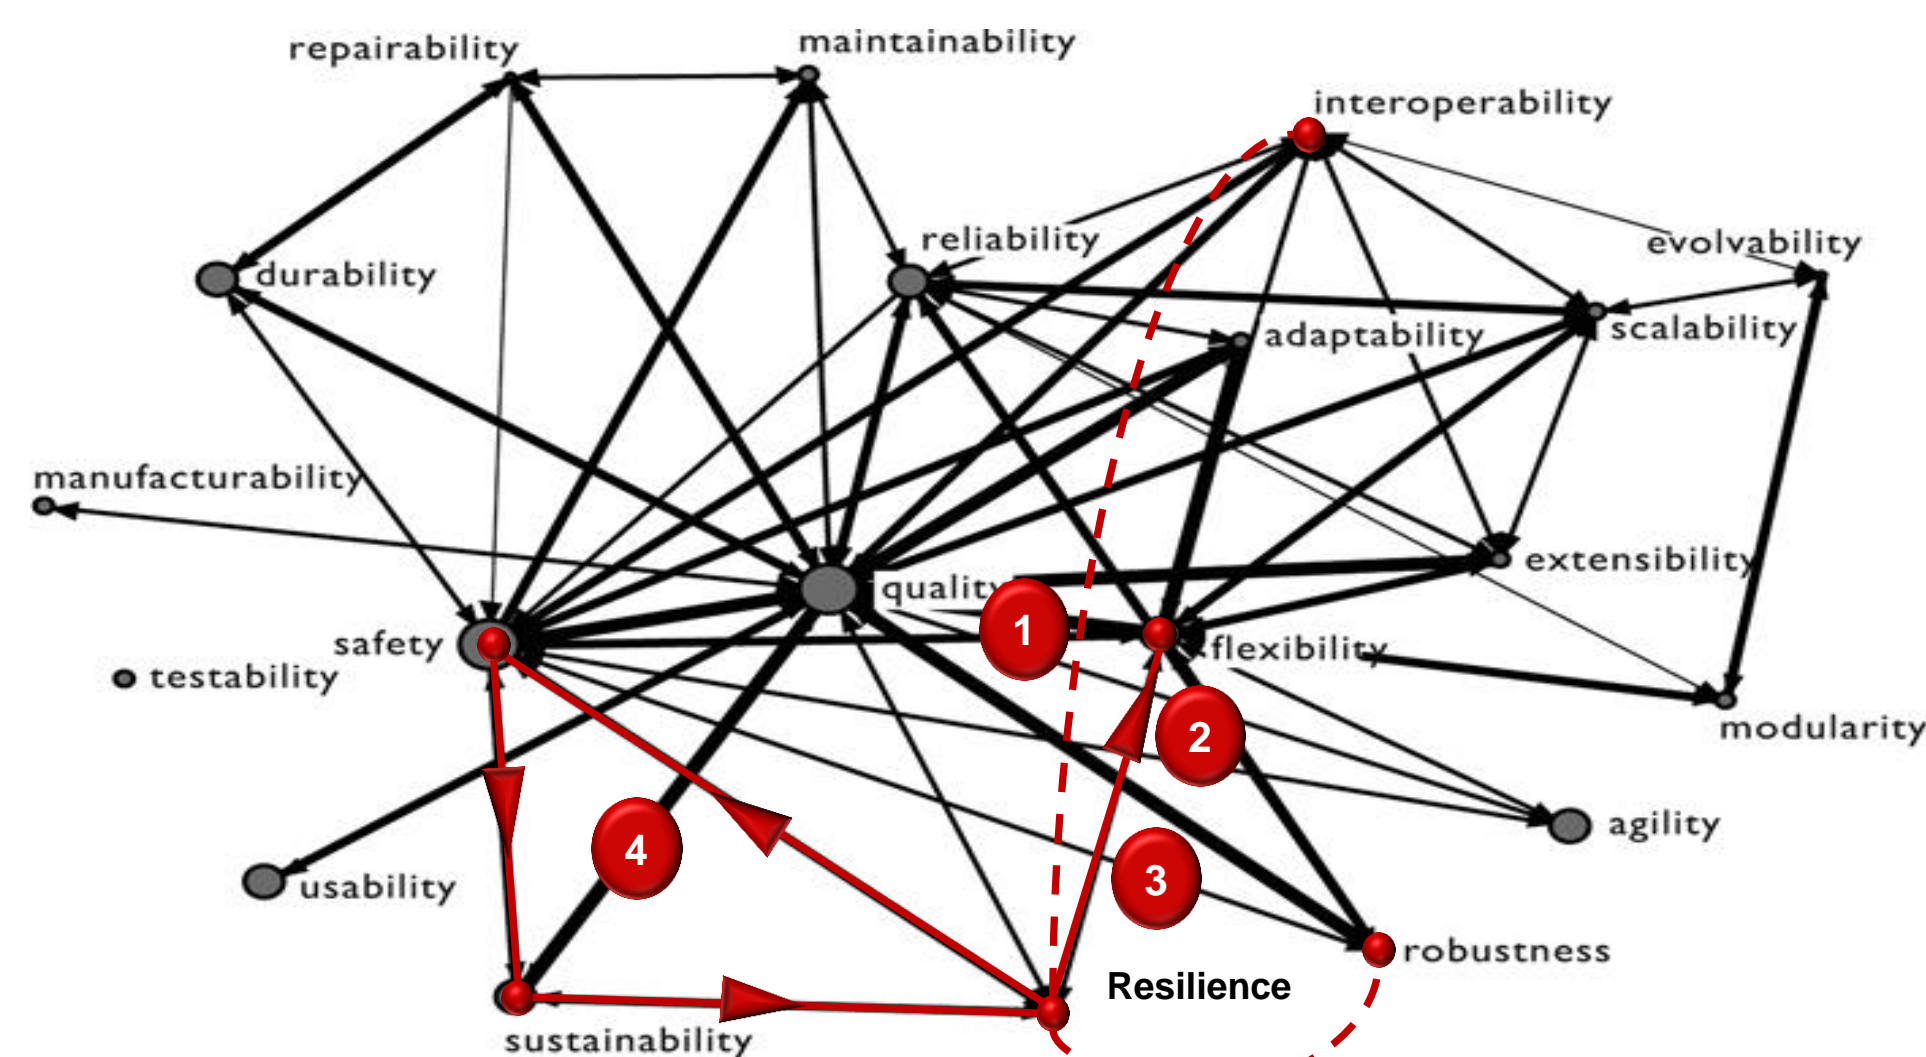 repairability
maintainability
interoperability
reliability
evolvability
durability
adaptability
scalability
manufacturability
extensibility
quality
1
safety
flexibility
testability
2
modularity
agility
4
3
usability
robustness
Resilience
sustainability